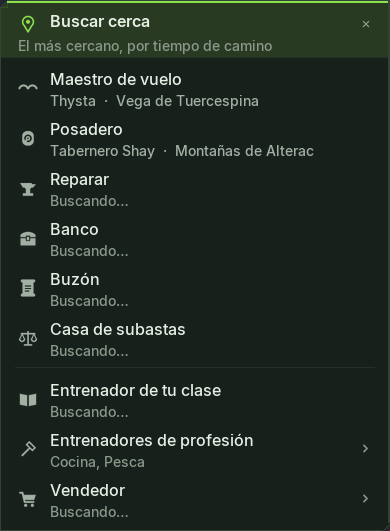 Buscar cerca ×
El más cercano, por tiempo de camino
Maestro de vuelo
Thysta · Vega de Tuercespina
Posadero
Tabernero Shay · Montañas de Alterac
Reparar
Buscando...
Banco
Buscando...
Buzón
Buscando...
Casa de subastas
Buscando...
Entrenador de tu clase
Buscando...
Entrenadores de profesión
Cocina, Pesca
Vendedor
Buscando...